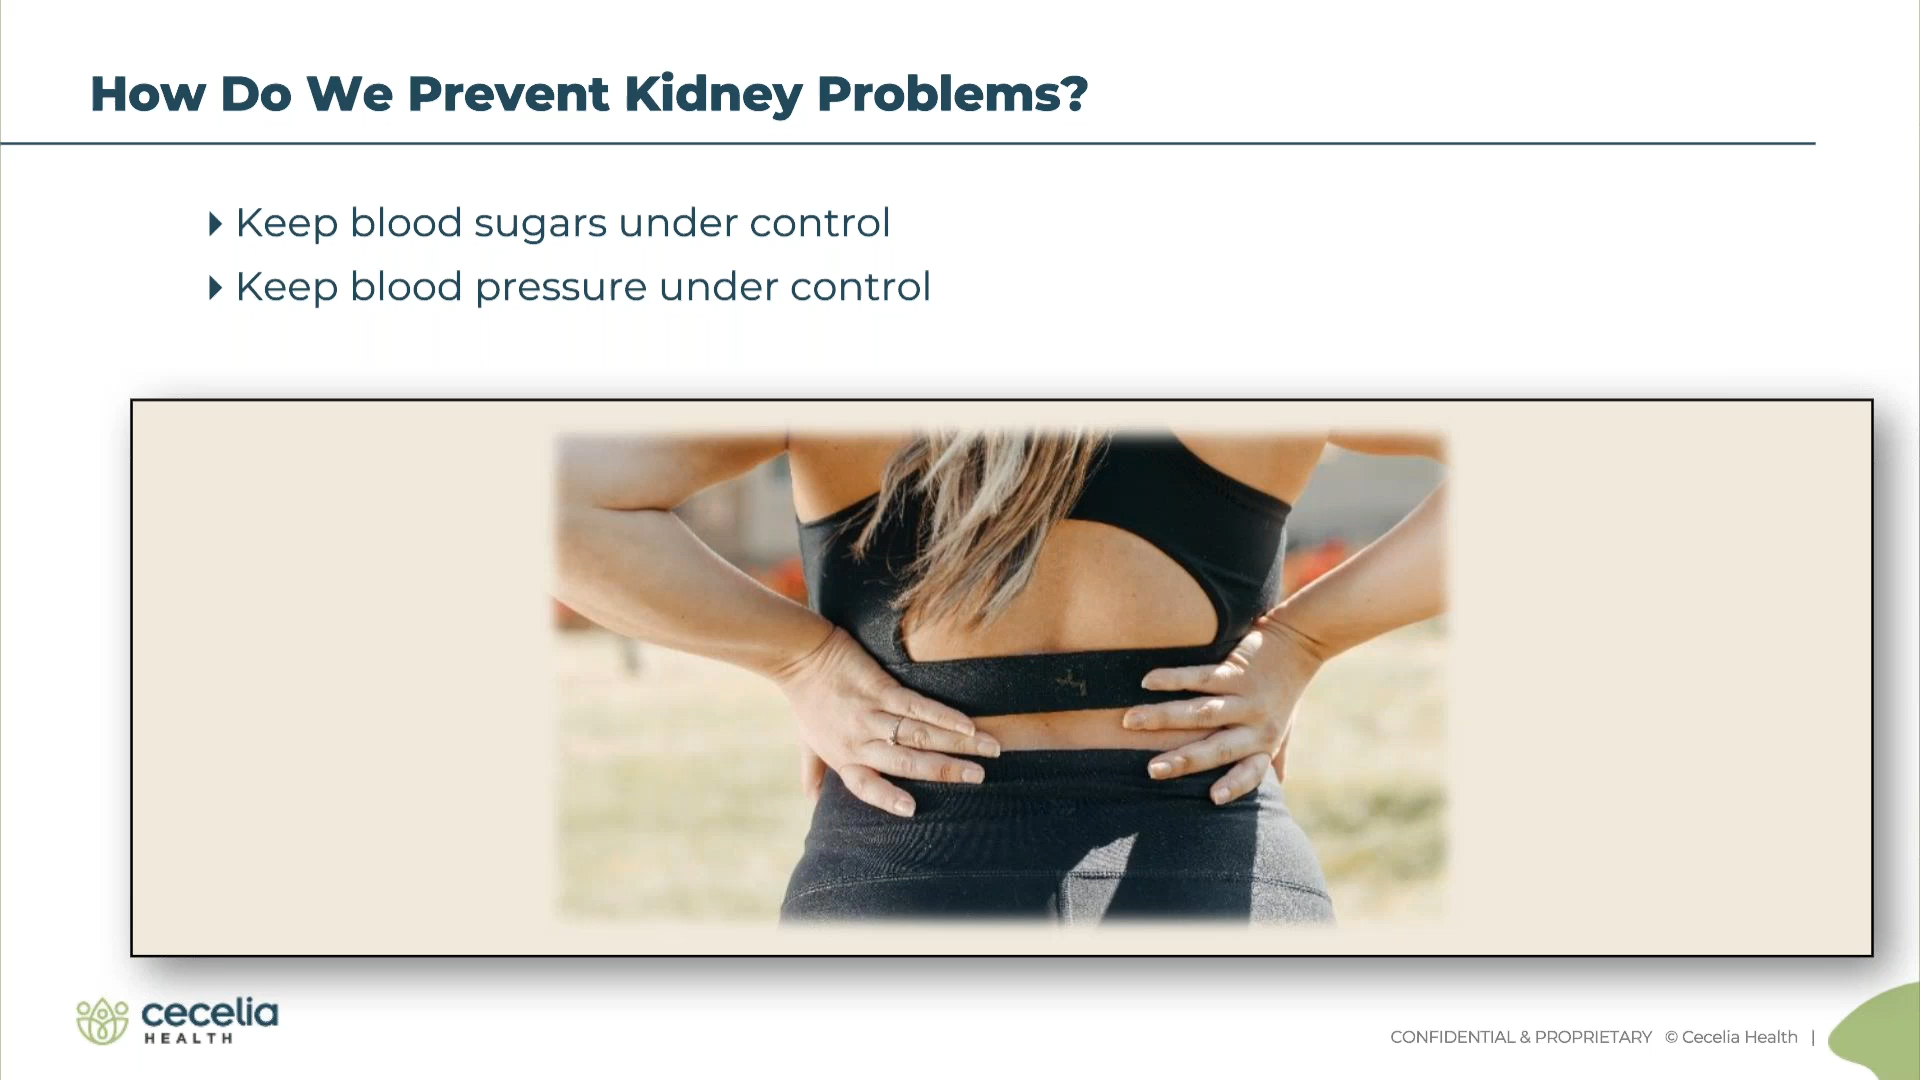 How Do We Prevent Kidney Problems?
Keep blood sugars under control
Keep blood pressure under control
cecelia
HEALTH
CONFIDENTIAL & PROPRIETARY © Cecelia Health |